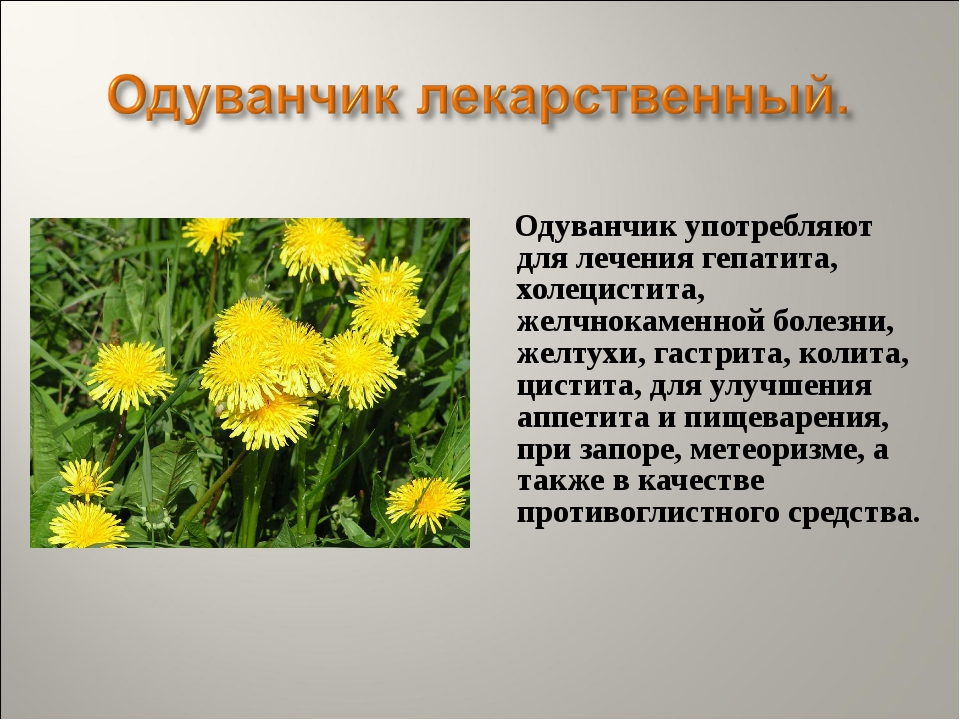 Одуванчик лекарственный.
Одуванчик употребляют
для лечения гепатита,
холецистита,
желчнокаменной болезни,
желтухи, гастрита, колита,
цистита, для улучшения
аппетита и пищеварения,
при запоре, метеоризме, а
также в качестве
противоглистного средства.